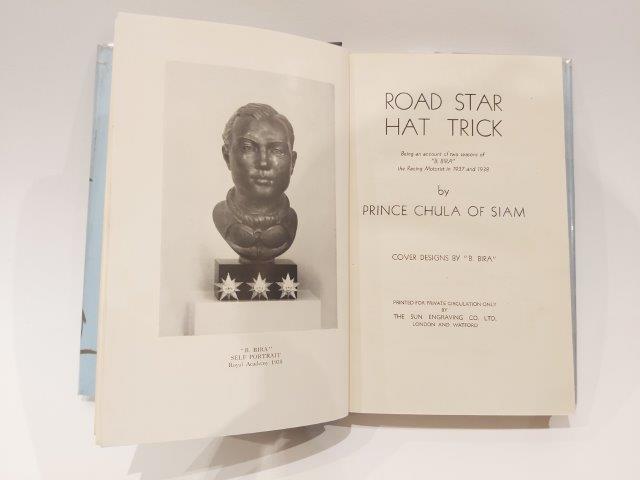 "B. BIRA"
SELF PORTRAIT
Royal Academy 1938
ROAD STAR
HAT TRICK
Being an account of two seasons of
"B. BIRA"
the Racing Motorist in 1937 and 1938
by
PRINCE CHULA OF SIAM
COVER DESIGNS BY "B. BIRA"
PRINTED FOR PRIVATE CIRCULATION ONLY
BY
THE SUN ENGRAVING CO. LTD.
LONDON AND WATFORD